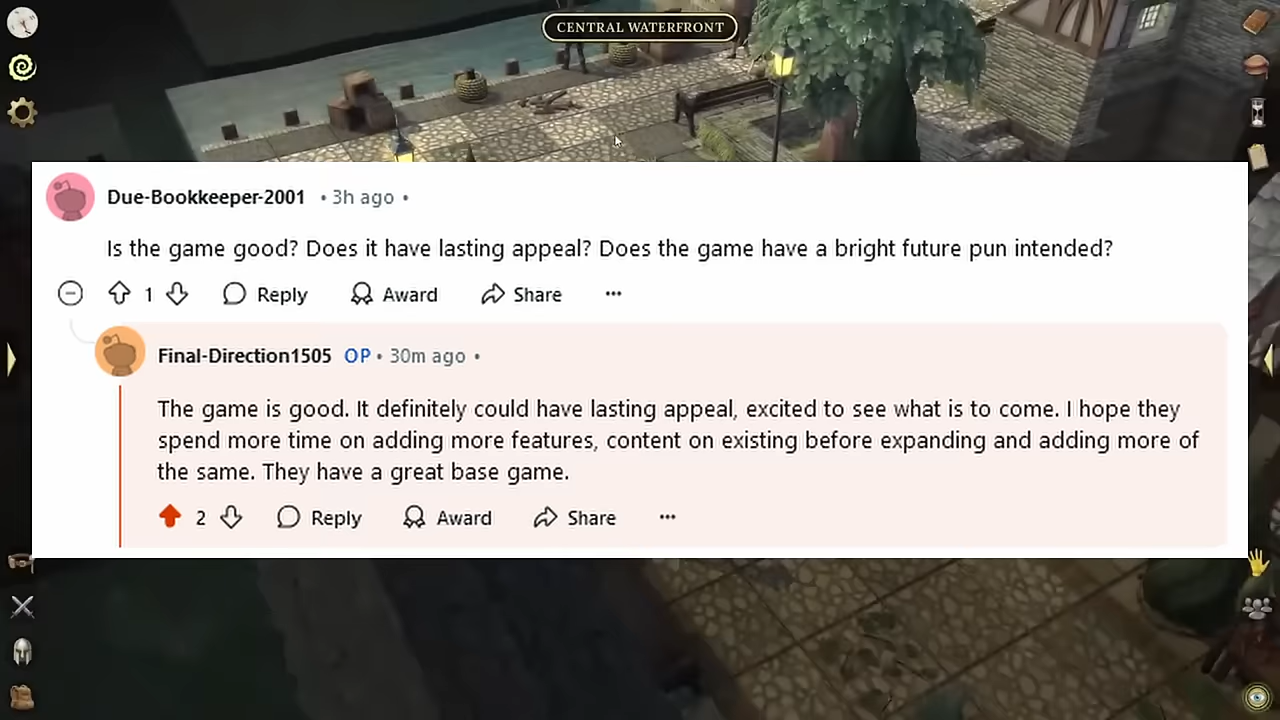 CENTRAL WATERFRONT
Due-Bookkeeper-2001 • 3h ago •
Is the game good? Does it have lasting appeal? Does the game have a bright future pun intended?
1 Reply Award Share ...
Final-Direction1505 OP • 30m ago •
The game is good. It definitely could have lasting appeal, excited to see what is to come. I hope they
spend more time on adding more features, content on existing before expanding and adding more of
the same. They have a great base game.
2 Reply Award Share ...